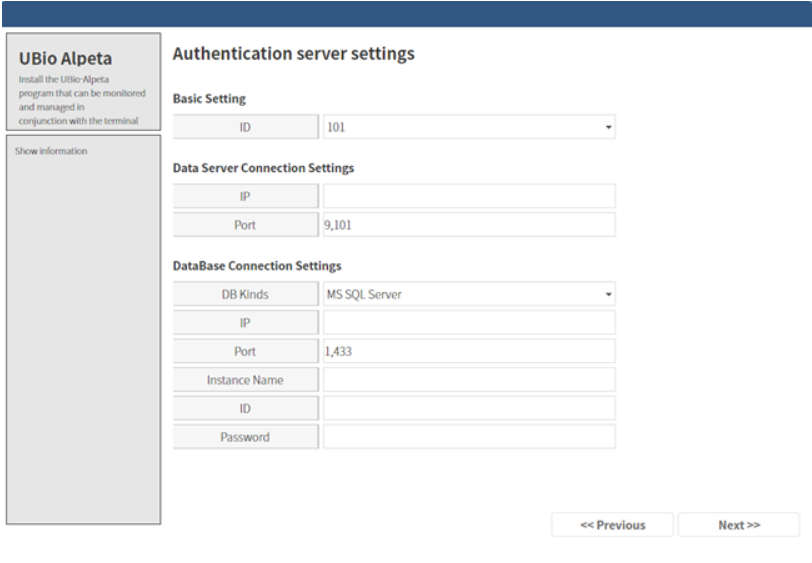 UBio Alpeta
Install the UBio-Alpeta
program that can be monitored
and managed in
conjunction with the terminal
Show information
Authentication server settings
Basic Setting
ID 101
Data Server Connection Settings
IP
Port 9,101
DataBase Connection Settings
DB Kinds MS SQL Server
IP
Port 1,433
Instance Name
ID
Password
<< Previous Next >>